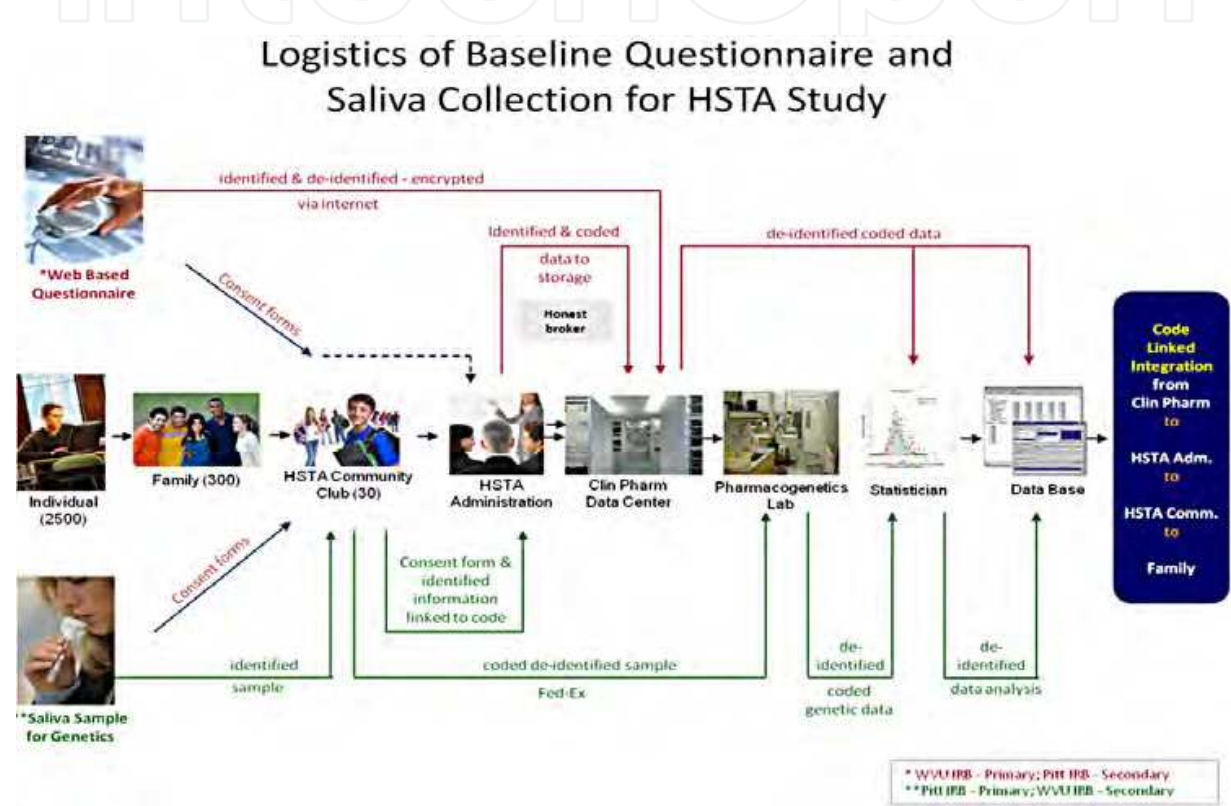 Logistics of Baseline Questionnaire and
Saliva Collection for HSTA Study
identified & de-identified - encrypted
via internet
Identified & coded
data to
storage
de-identified coded data
*Web Based
Questionnaire
Consent forms
Honest
broker
Individual
(2500)
Family (300)
HSTA Community
Club (30)
HSTA
Administration
Clin Pharm
Data Center
Pharmacogenetics
Lab
Statistician
Data Base
Code
Linked
Integration
from
Clin Pharm
to
HSTA Adm.
to
HSTA Comm.
to
Family
Consent forms
Consent form &
identified
information
linked to code
identified
sample
coded de-identified sample
Fed-Ex
de-
identified
coded
genetic data
de-
identified
data analysis
**Saliva Sample
for Genetics
* WVU IRB - Primary; Pitt IRB - Secondary
**Pitt IRB - Primary; WVU IRB - Secondary